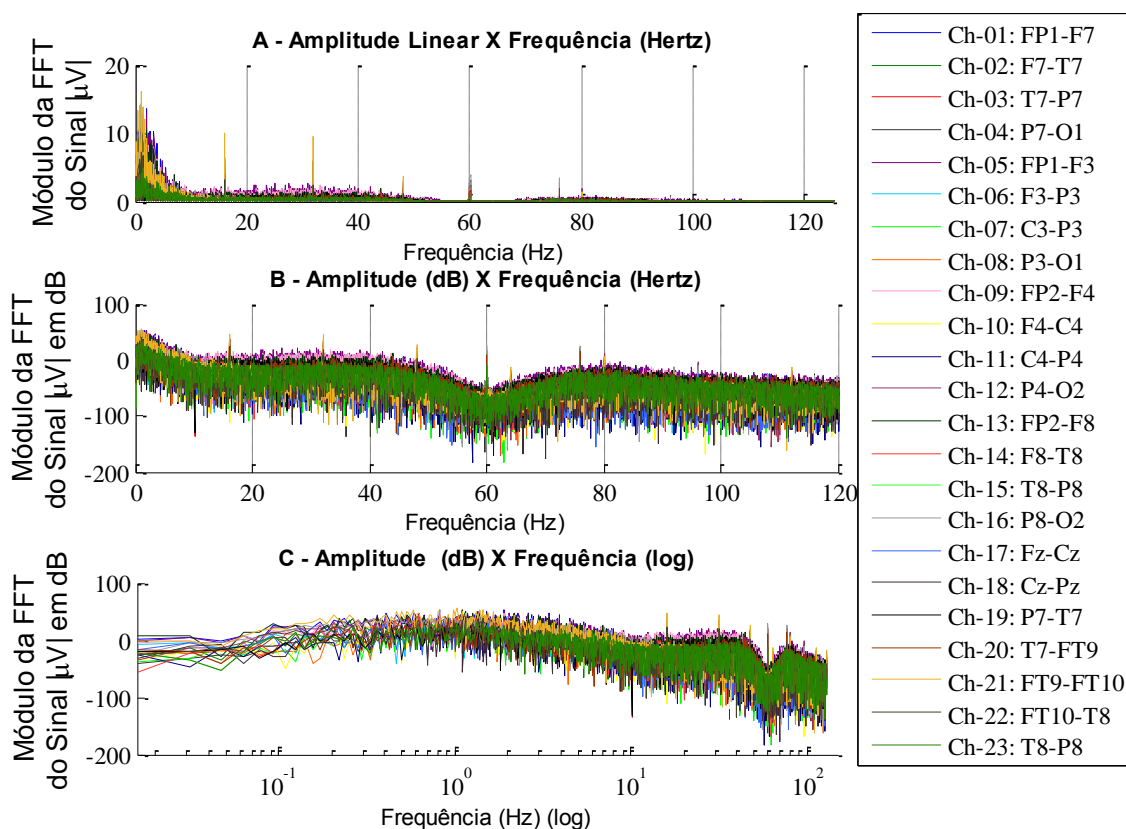 A - Amplitude Linear X Frequência (Hertz)
Módulo da FFT
do Sinal |µV|
20
10
0
0 20 40 60 80 100 120
Frequência (Hz)
B - Amplitude (dB) X Frequência (Hertz)
Módulo da FFT
do Sinal |µV| em dB
100
0
-100
-200
0 20 40 60 80 100 120
Frequência (Hz)
C - Amplitude (dB) X Frequência (log)
Módulo da FFT
do Sinal |µV| em dB
100
0
-100
-200
10^-1 10^0 10^1 10^2
Frequência (Hz) (log)
Ch-01: FP1-F7
Ch-02: F7-T7
Ch-03: T7-P7
Ch-04: P7-O1
Ch-05: FP1-F3
Ch-06: F3-P3
Ch-07: C3-P3
Ch-08: P3-O1
Ch-09: FP2-F4
Ch-10: F4-C4
Ch-11: C4-P4
Ch-12: P4-O2
Ch-13: FP2-F8
Ch-14: F8-T8
Ch-15: T8-P8
Ch-16: P8-O2
Ch-17: Fz-Cz
Ch-18: Cz-Pz
Ch-19: P7-T7
Ch-20: T7-FT9
Ch-21: FT9-FT10
Ch-22: FT10-T8
Ch-23: T8-P8